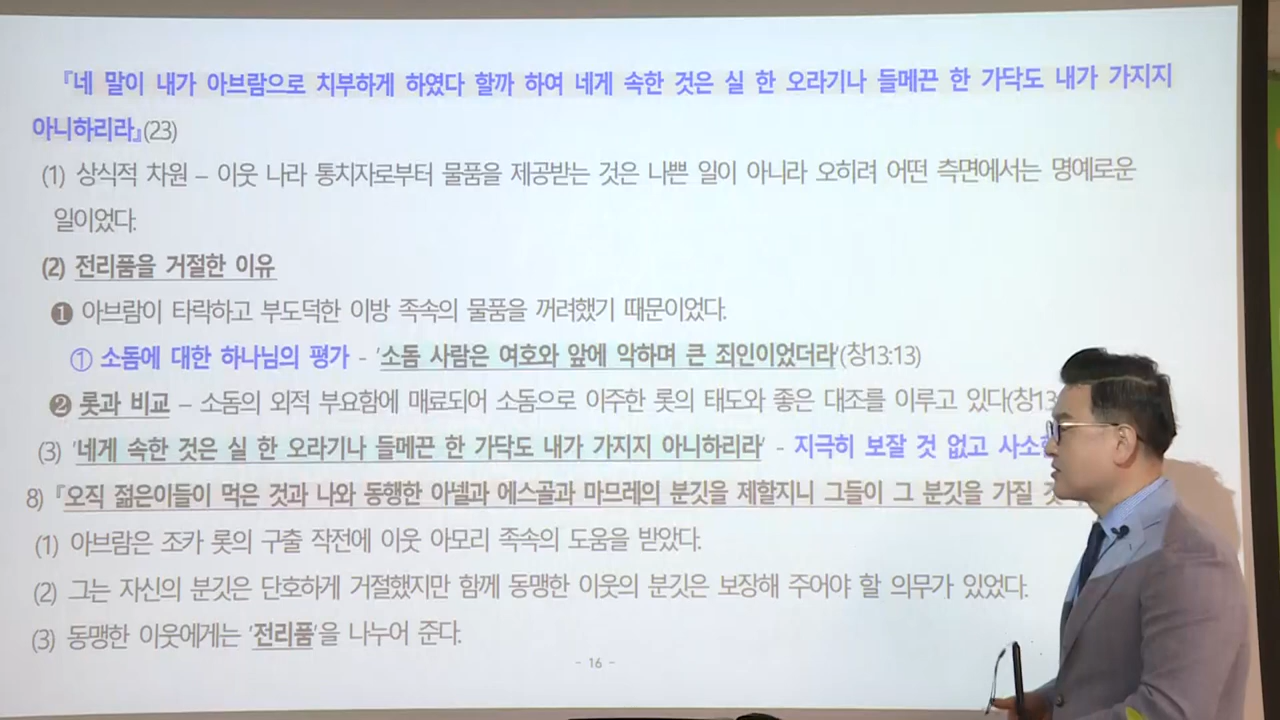 『네 말이 내가 아브람으로 치부하게 하였다 할까 하여 네게 속한 것은 실 한 오라기나 들메끈 한 가닥도 내가 가지지
아니하리라』(23)
(1) 상식적 차원 – 이웃 나라 통치자로부터 물품을 제공받는 것은 나쁜 일이 아니라 오히려 어떤 측면에서는 명예로운
일이었다.
(2) 전리품을 거절한 이유
❶ 아브람이 타락하고 부도덕한 이방 족속의 물품을 꺼려했기 때문이었다.
① 소돔에 대한 하나님의 평가 - '소돔 사람은 여호와 앞에 악하며 큰 죄인이었더라'(창13:13)
❷ 롯과 비교 – 소돔의 외적 부요함에 매료되어 소돔으로 이주한 롯의 태도와 좋은 대조를 이루고 있다(창13
(3) '네게 속한 것은 실 한 오라기나 들메끈 한 가닥도 내가 가지지 아니하리라' - 지극히 보잘 것 없고 사소
8) 『오직 젊은이들이 먹은 것과 나와 동행한 아넬과 에스골과 마므레의 분깃을 제할지니 그들이 그 분깃을 가질
(1) 아브람은 조카 롯의 구출 작전에 이웃 아모리 족속의 도움을 받았다.
(2) 그는 자신의 분깃은 단호하게 거절했지만 함께 동맹한 이웃의 분깃은 보장해 주어야 할 의무가 있었다.
(3) 동맹한 이웃에게는 '전리품'을 나누어 준다.
- 16 -